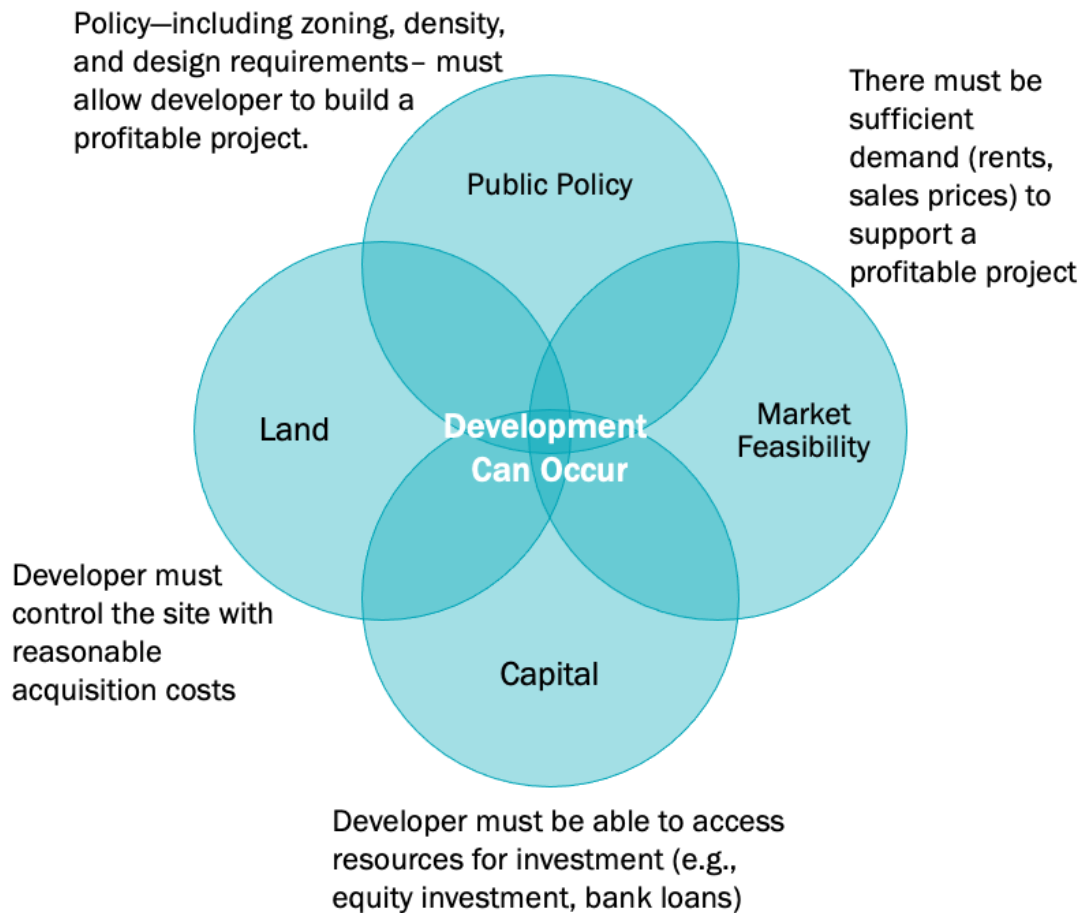 Policy—including zoning, density,
and design requirements– must
allow developer to build a
profitable project.
There must be
sufficient
demand (rents,
sales prices) to
support a
profitable project
Public Policy
Land
Development
Can Occur
Market
Feasibility
Developer must
control the site with
reasonable
acquisition costs
Capital
Developer must be able to access
resources for investment (e.g.,
equity investment, bank loans)